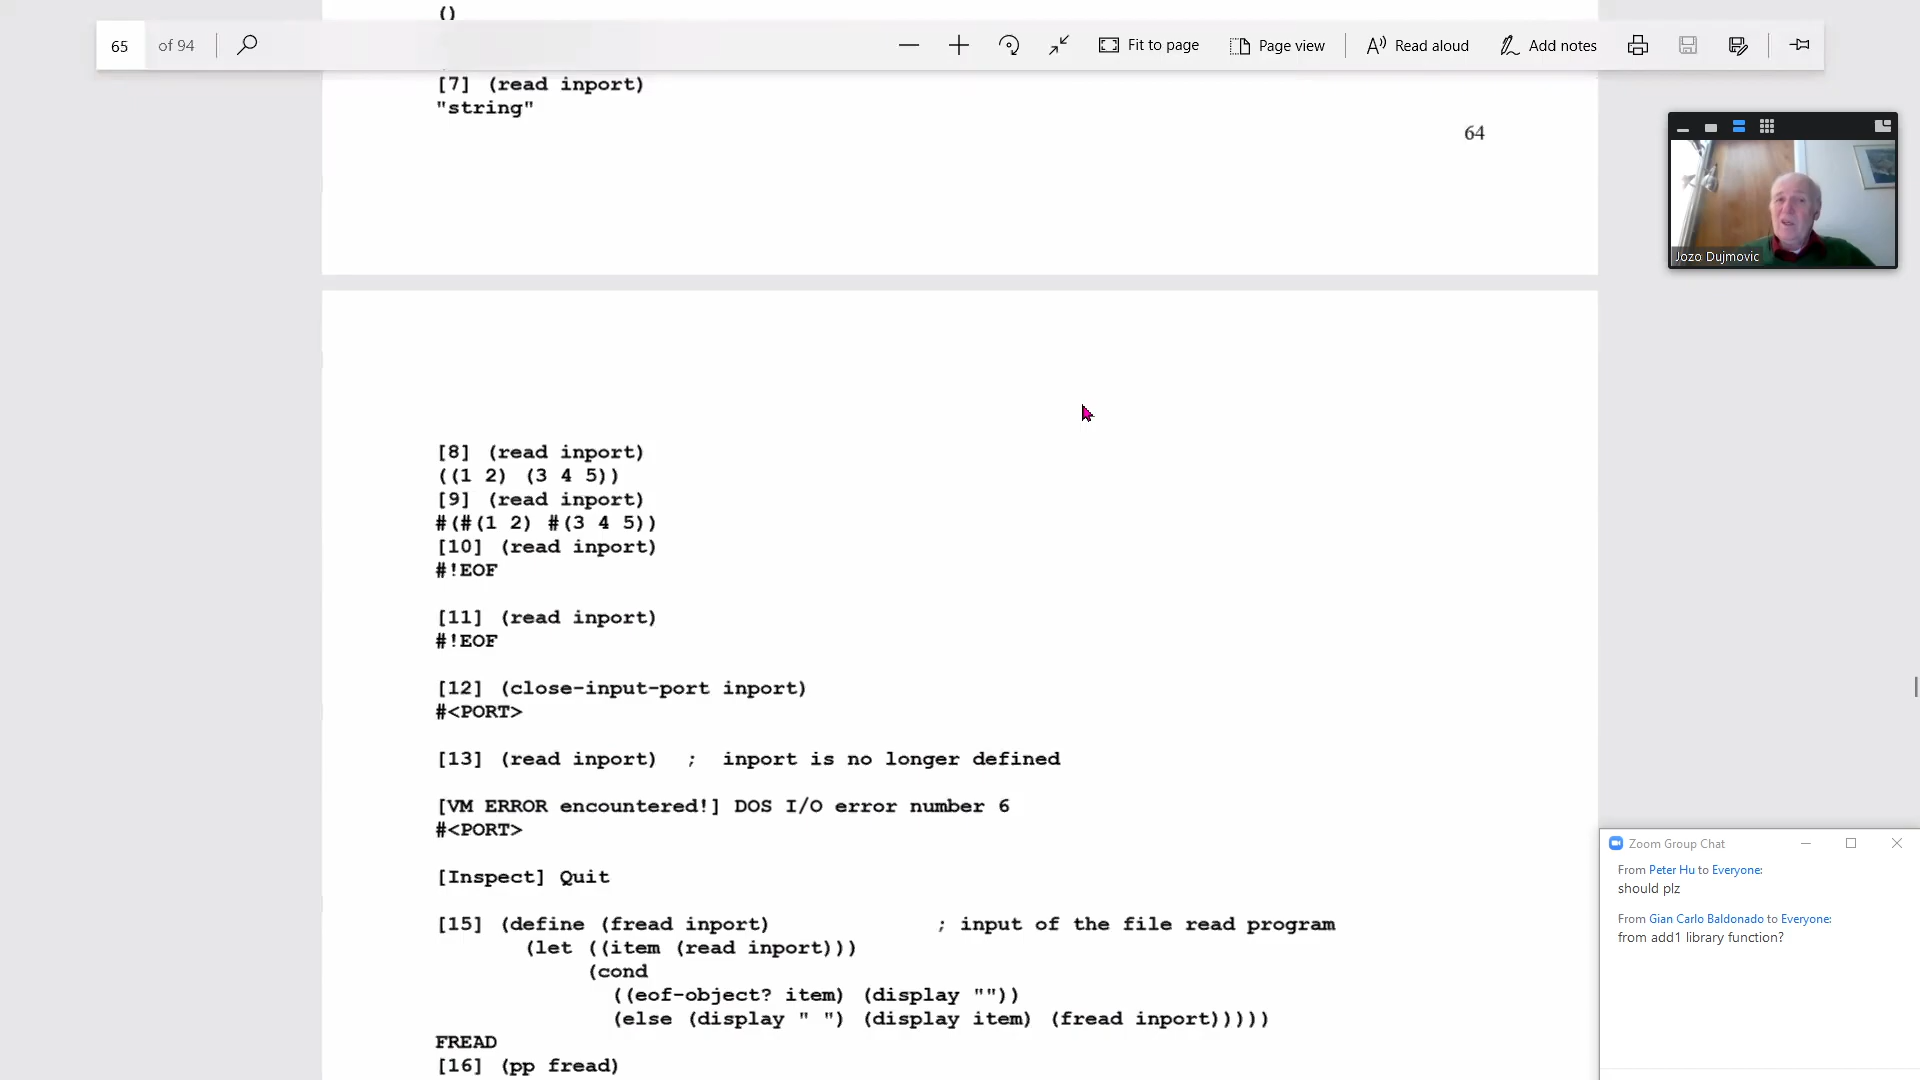 ()
65 of 94
Fit to page
Page view
Read aloud
Add notes
[7] (read inport)
"string"
64
Jozo Dujmovic
[8] (read inport)
((1 2) (3 4 5))
[9] (read inport)
#(#(1 2) #(3 4 5))
[10] (read inport)
#!EOF
[11] (read inport)
#!EOF
[12] (close-input-port inport)
#<PORT>
[13] (read inport) ; inport is no longer defined
[VM ERROR encountered!] DOS I/O error number 6
#<PORT>
[Inspect] Quit
[15] (define (fread inport) ; input of the file read program
(let ((item (read inport)))
(cond
((eof-object? item) (display ""))
(else (display " ") (display item) (fread inport)))))
FREAD
[16] (pp fread)
Zoom Group Chat
From Peter Hu to Everyone:
should plz
From Gian Carlo Baldonado to Everyone:
from add1 library function?